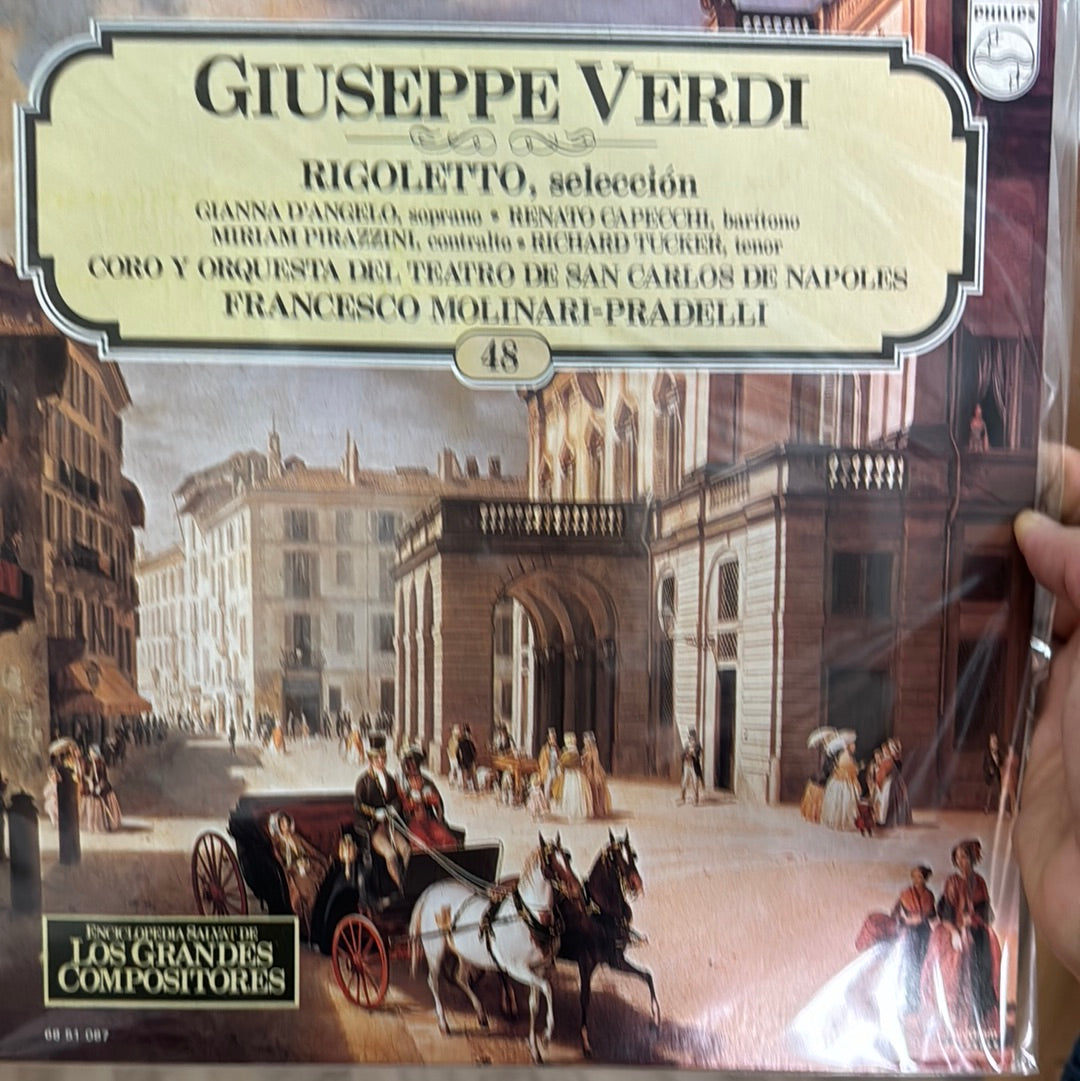 PHILIPS
GIUSEPPE VERDI
RIGOLETTO, selección
GIANNA D'ANGELO, soprano • RENATO CAPECCHI, barítono
MIRIAM PIRAZZINI, contralto • RICHARD TUCKER, tenor
CORO Y ORQUESTA DEL TEATRO DE SAN CARLOS DE NAPOLES
FRANCESCO MOLINARI-PRADELLI
48
ENCICLOPEDIA SALVAT DE
LOS GRANDES
COMPOSITORES
68 51 087